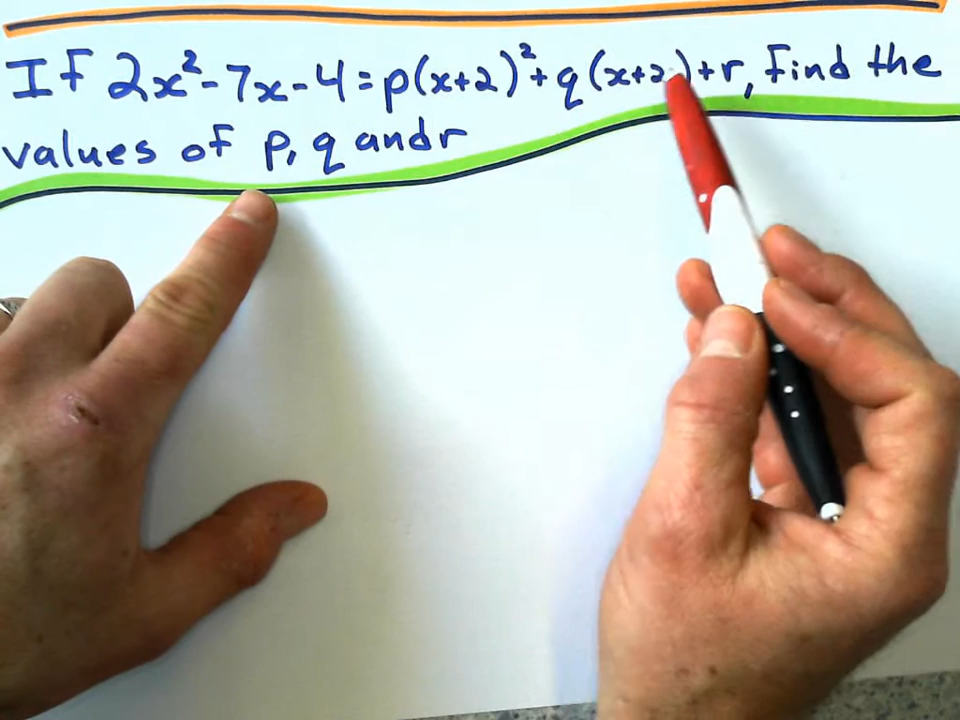 If 2x²-7x-4=p(x+2)²+q(x+2)+r, find the
values of p, q and r